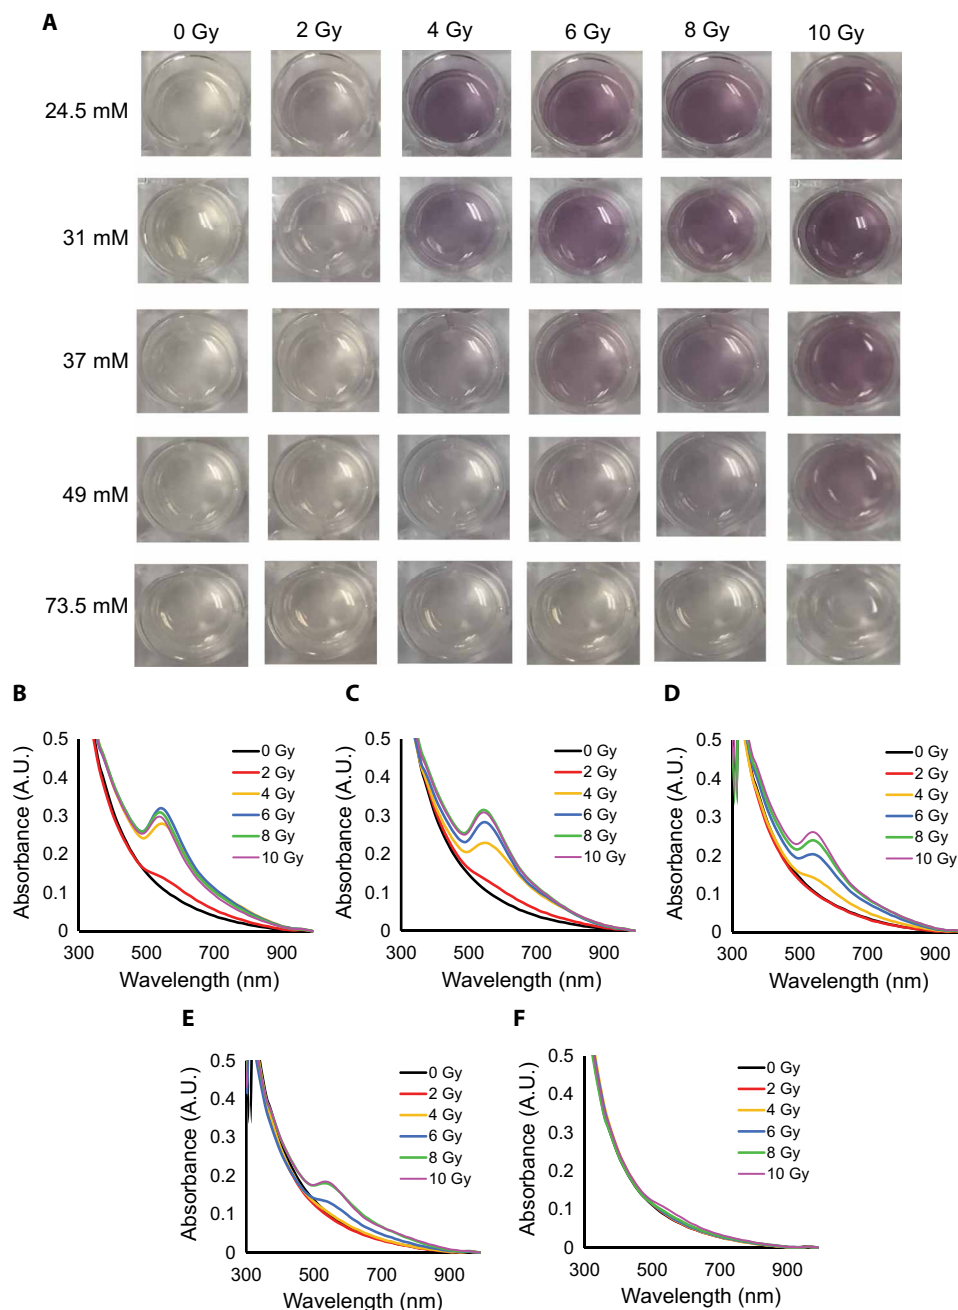 A
0 Gy 2 Gy 4 Gy 6 Gy 8 Gy 10 Gy
24.5 mM
31 mM
37 mM
49 mM
73.5 mM
B
Absorbance (A.U.)
0.5
0.4
0.3
0.2
0.1
0
300 500 700 900
Wavelength (nm)
0 Gy
2 Gy
4 Gy
6 Gy
8 Gy
10 Gy
C
Absorbance (A.U.)
0.5
0.4
0.3
0.2
0.1
0
300 500 700 900
Wavelength (nm)
0 Gy
2 Gy
4 Gy
6 Gy
8 Gy
10 Gy
D
Absorbance (A.U.)
0.5
0.4
0.3
0.2
0.1
0
300 500 700 900
Wavelength (nm)
0 Gy
2 Gy
4 Gy
6 Gy
8 Gy
10 Gy
E
Absorbance (A.U.)
0.5
0.4
0.3
0.2
0.1
0
300 500 700 900
Wavelength (nm)
0 Gy
2 Gy
4 Gy
6 Gy
8 Gy
10 Gy
F
Absorbance (A.U.)
0.5
0.4
0.3
0.2
0.1
0
300 500 700 900
Wavelength (nm)
0 Gy
2 Gy
4 Gy
6 Gy
8 Gy
10 Gy